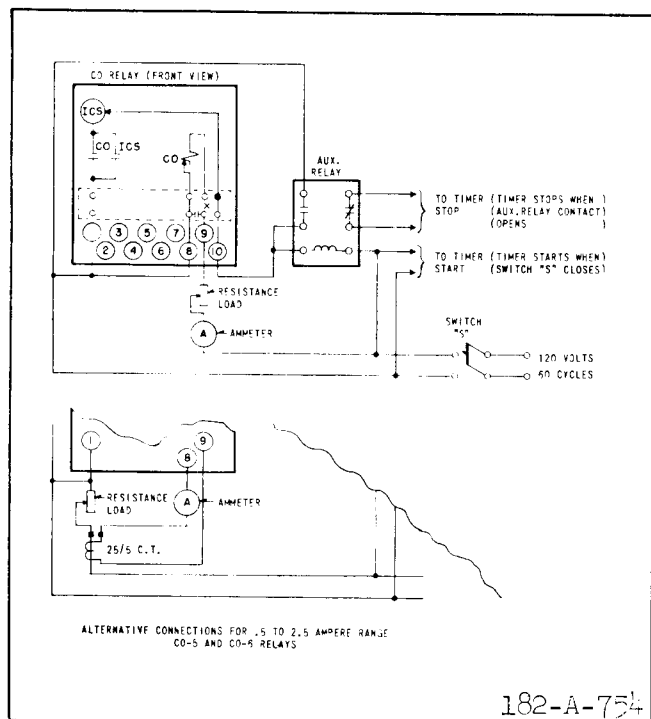 CO RELAY (FRONT VIEW)
ICS
CO ICS
CO
AUX.
RELAY
TO TIMER (TIMER STOPS WHEN )
STOP (AUX.RELAY CONTACT)
(OPENS )
3 5 7 9
2 4 6 8 10
TO TIMER (TIMER STARTS WHEN)
START (SWITCH "S" CLOSES)
RESISTANCE
LOAD
A AMMETER
SWITCH
"S"
120 VOLTS
60 CYCLES
1 8 9
RESISTANCE
LOAD
A AMMETER
25/5 C.T.
ALTERNATIVE CONNECTIONS FOR .5 TO 2.5 AMPERE RANGE
CO-5 AND CO-6 RELAYS
182-A-754